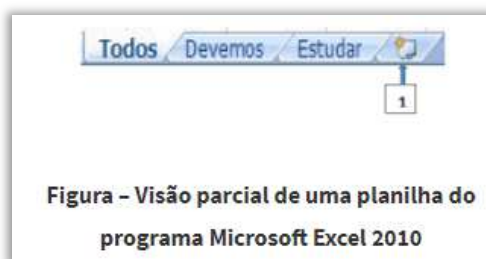 Todos Devemos Estudar
1
Figura – Visão parcial de uma planilha do
programa Microsoft Excel 2010